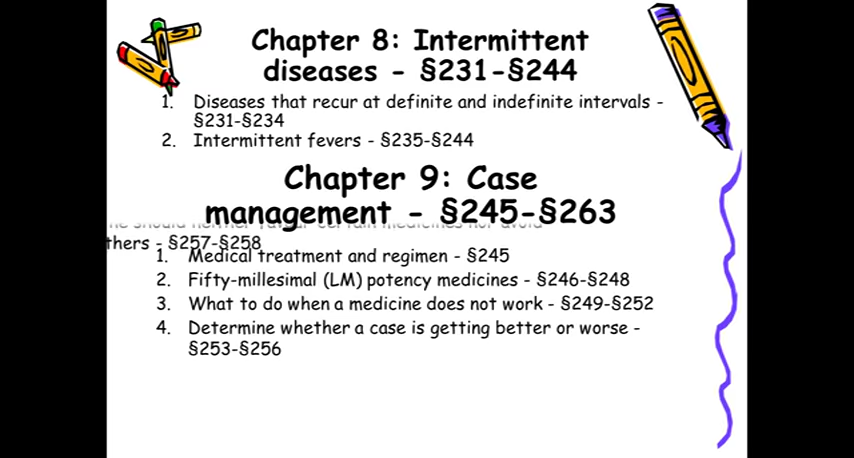 Chapter 8: Intermittent
diseases - §231-§244
1. Diseases that recur at definite and indefinite intervals -
§231-§234
2. Intermittent fevers - §235-§244
Chapter 9: Case
management - §245-§263
thers - §257-§258
1. Medical treatment and regimen - §245
2. Fifty-millesimal (LM) potency medicines - §246-§248
3. What to do when a medicine does not work - §249-§252
4. Determine whether a case is getting better or worse -
§253-§256